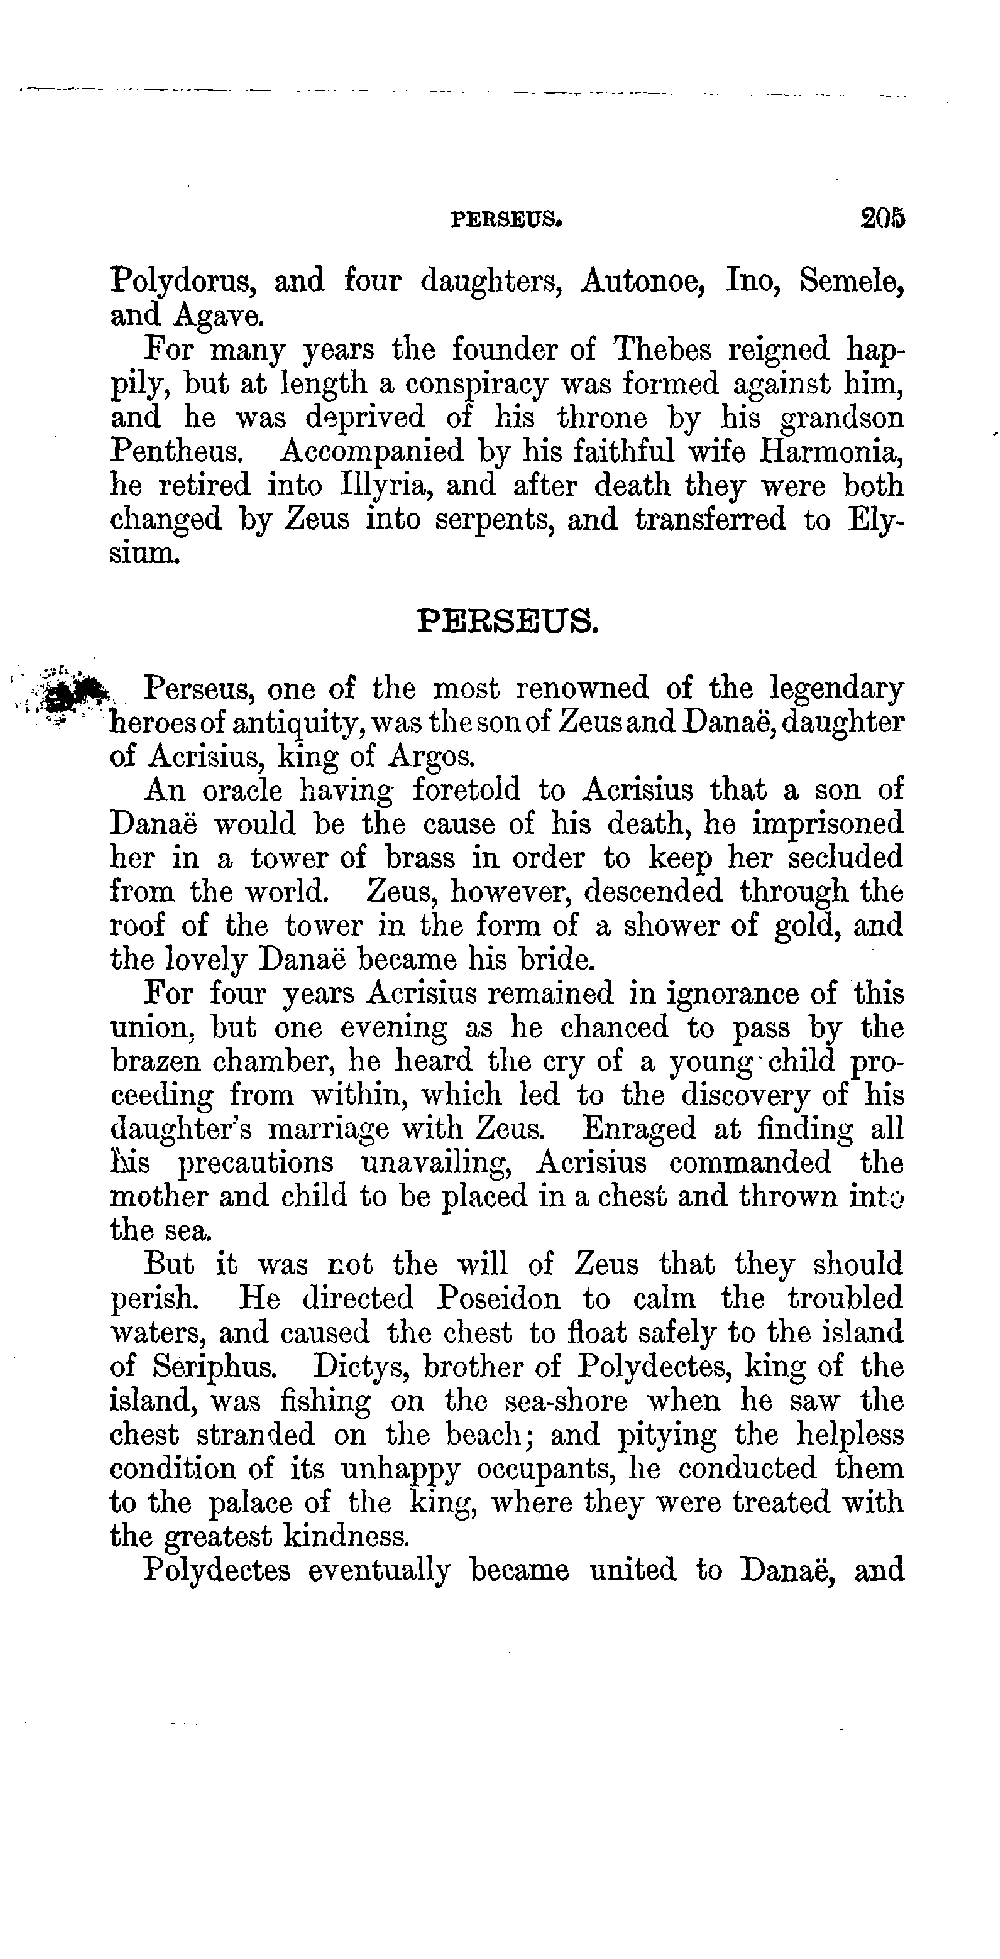 PERSEUS. 205
Polydorus, and four daughters, Autonoe, Ino, Semele,
and Agave.
For many years the founder of Thebes reigned hap-
pily, but at length a conspiracy was formed against him,
and he was deprived of his throne by his grandson
Pentheus. Accompanied by his faithful wife Harmonia,
he retired into Illyria, and after death they were both
changed by Zeus into serpents, and transferred to Ely-
sium.
PERSEUS.
Perseus, one of the most renowned of the legendary
heroes of antiquity, was the son of Zeus and Danaë, daughter
of Acrisius, king of Argos.
An oracle having foretold to Acrisius that a son of
Danaë would be the cause of his death, he imprisoned
her in a tower of brass in order to keep her secluded
from the world. Zeus, however, descended through the
roof of the tower in the form of a shower of gold, and
the lovely Danaë became his bride.
For four years Acrisius remained in ignorance of this
union, but one evening as he chanced to pass by the
brazen chamber, he heard the cry of a young child pro-
ceeding from within, which led to the discovery of his
daughter's marriage with Zeus. Enraged at finding all
his precautions unavailing, Acrisius commanded the
mother and child to be placed in a chest and thrown into
the sea.
But it was not the will of Zeus that they should
perish. He directed Poseidon to calm the troubled
waters, and caused the chest to float safely to the island
of Seriphus. Dictys, brother of Polydectes, king of the
island, was fishing on the sea-shore when he saw the
chest stranded on the beach; and pitying the helpless
condition of its unhappy occupants, he conducted them
to the palace of the king, where they were treated with
the greatest kindness.
Polydectes eventually became united to Danaë, and